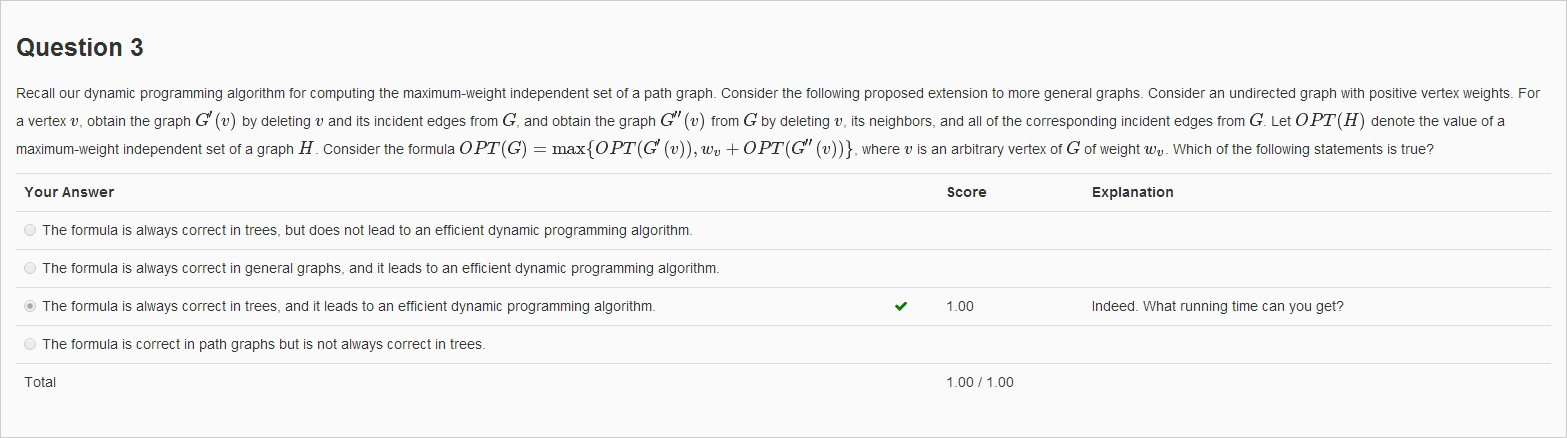 Question 3
Recall our dynamic programming algorithm for computing the maximum-weight independent set of a path graph. Consider the following proposed extension to more general graphs. Consider an undirected graph with positive vertex weights. For
a vertex v, obtain the graph G′(v) by deleting v and its incident edges from G, and obtain the graph G″(v) from G by deleting v, its neighbors, and all of the corresponding incident edges from G. Let OPT(H) denote the value of a
maximum-weight independent set of a graph H. Consider the formula OPT(G) = max{OPT(G′(v)), w_v + OPT(G″(v))}, where v is an arbitrary vertex of G of weight w_v. Which of the following statements is true?
Your Answer Score Explanation
The formula is always correct in trees, but does not lead to an efficient dynamic programming algorithm.
The formula is always correct in general graphs, and it leads to an efficient dynamic programming algorithm.
The formula is always correct in trees, and it leads to an efficient dynamic programming algorithm. ✔ 1.00 Indeed. What running time can you get?
The formula is correct in path graphs but is not always correct in trees.
Total 1.00 / 1.00